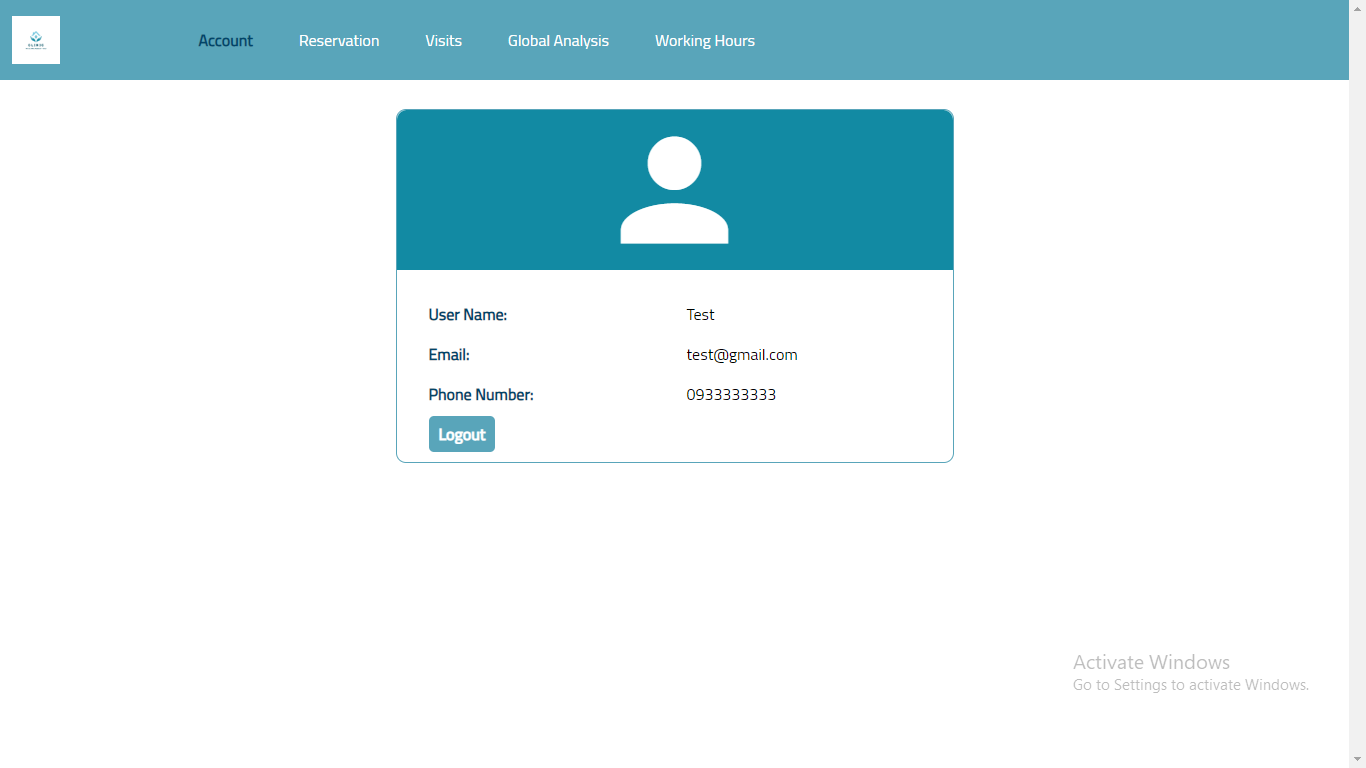 CLINIC
Account Reservation Visits Global Analysis Working Hours
User Name: Test
Email: test@gmail.com
Phone Number: 0933333333
Logout
Activate Windows
Go to Settings to activate Windows.